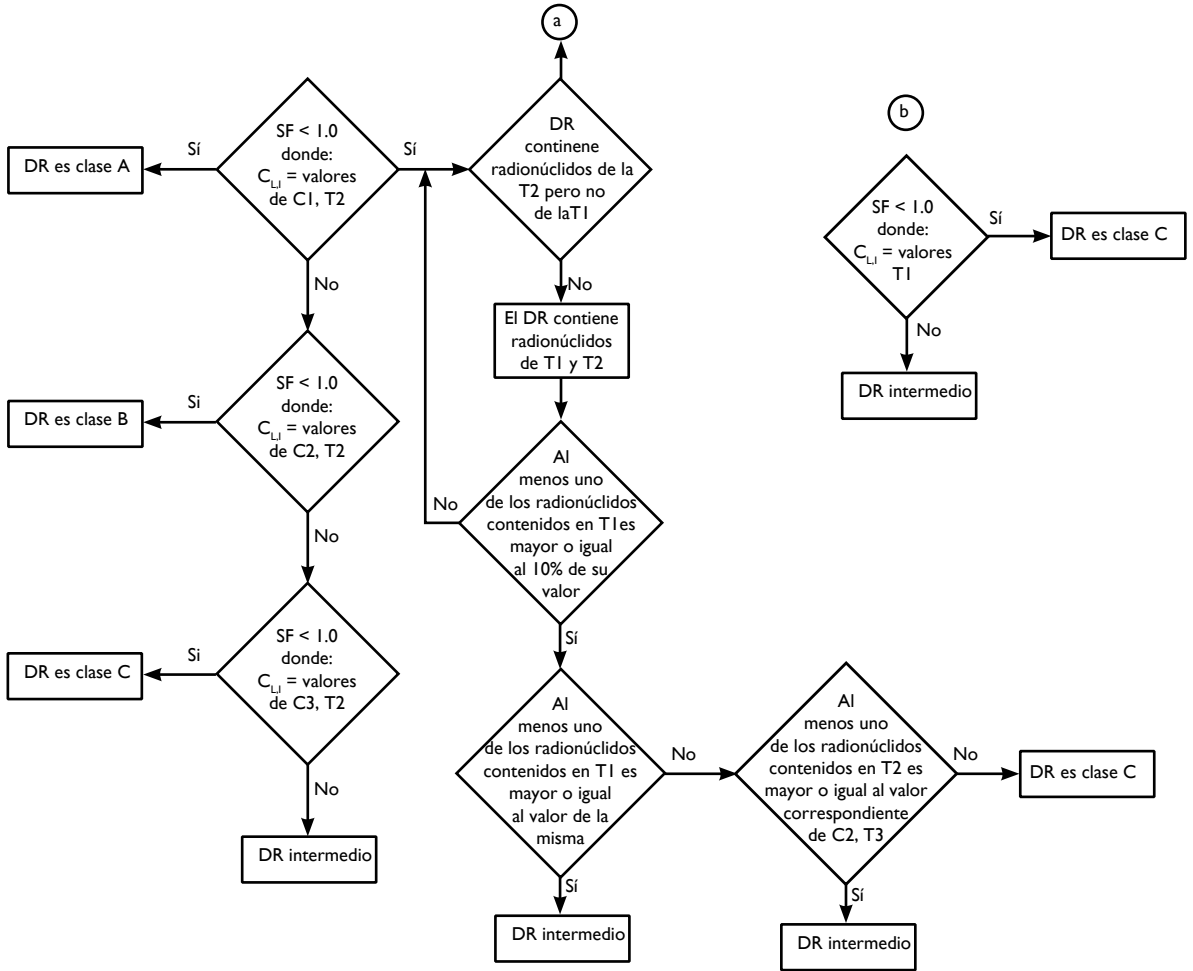 a
DR
contiene
radionúclidos de la
T2 pero no
de laT1
Sí
SF < 1.0
donde:
C_L,I = valores
de C1, T2
Sí
DR es clase A
No
No
El DR contiene
radionúclidos
de T1 y T2
SF < 1.0
donde:
C_L,I = valores
de C2, T2
Si
DR es clase B
No
Al
menos uno
de los radionúclidos
contenidos en T1es
mayor o igual
al 10% de su
valor
No
Sí
SF < 1.0
donde:
C_L,I = valores
de C3, T2
Si
DR es clase C
No
DR intermedio
Al
menos uno
de los radionúclidos
contenidos en T1 es
mayor o igual
al valor de la
misma
No
Sí
DR intermedio
Al
menos uno
de los radionúclidos
contenidos en T2 es
mayor o igual al valor
correspondiente
de C2, T3
No
DR es clase C
Sí
DR intermedio
b
SF < 1.0
donde:
C_L,I = valores
T1
Sí
DR es clase C
No
DR intermedio